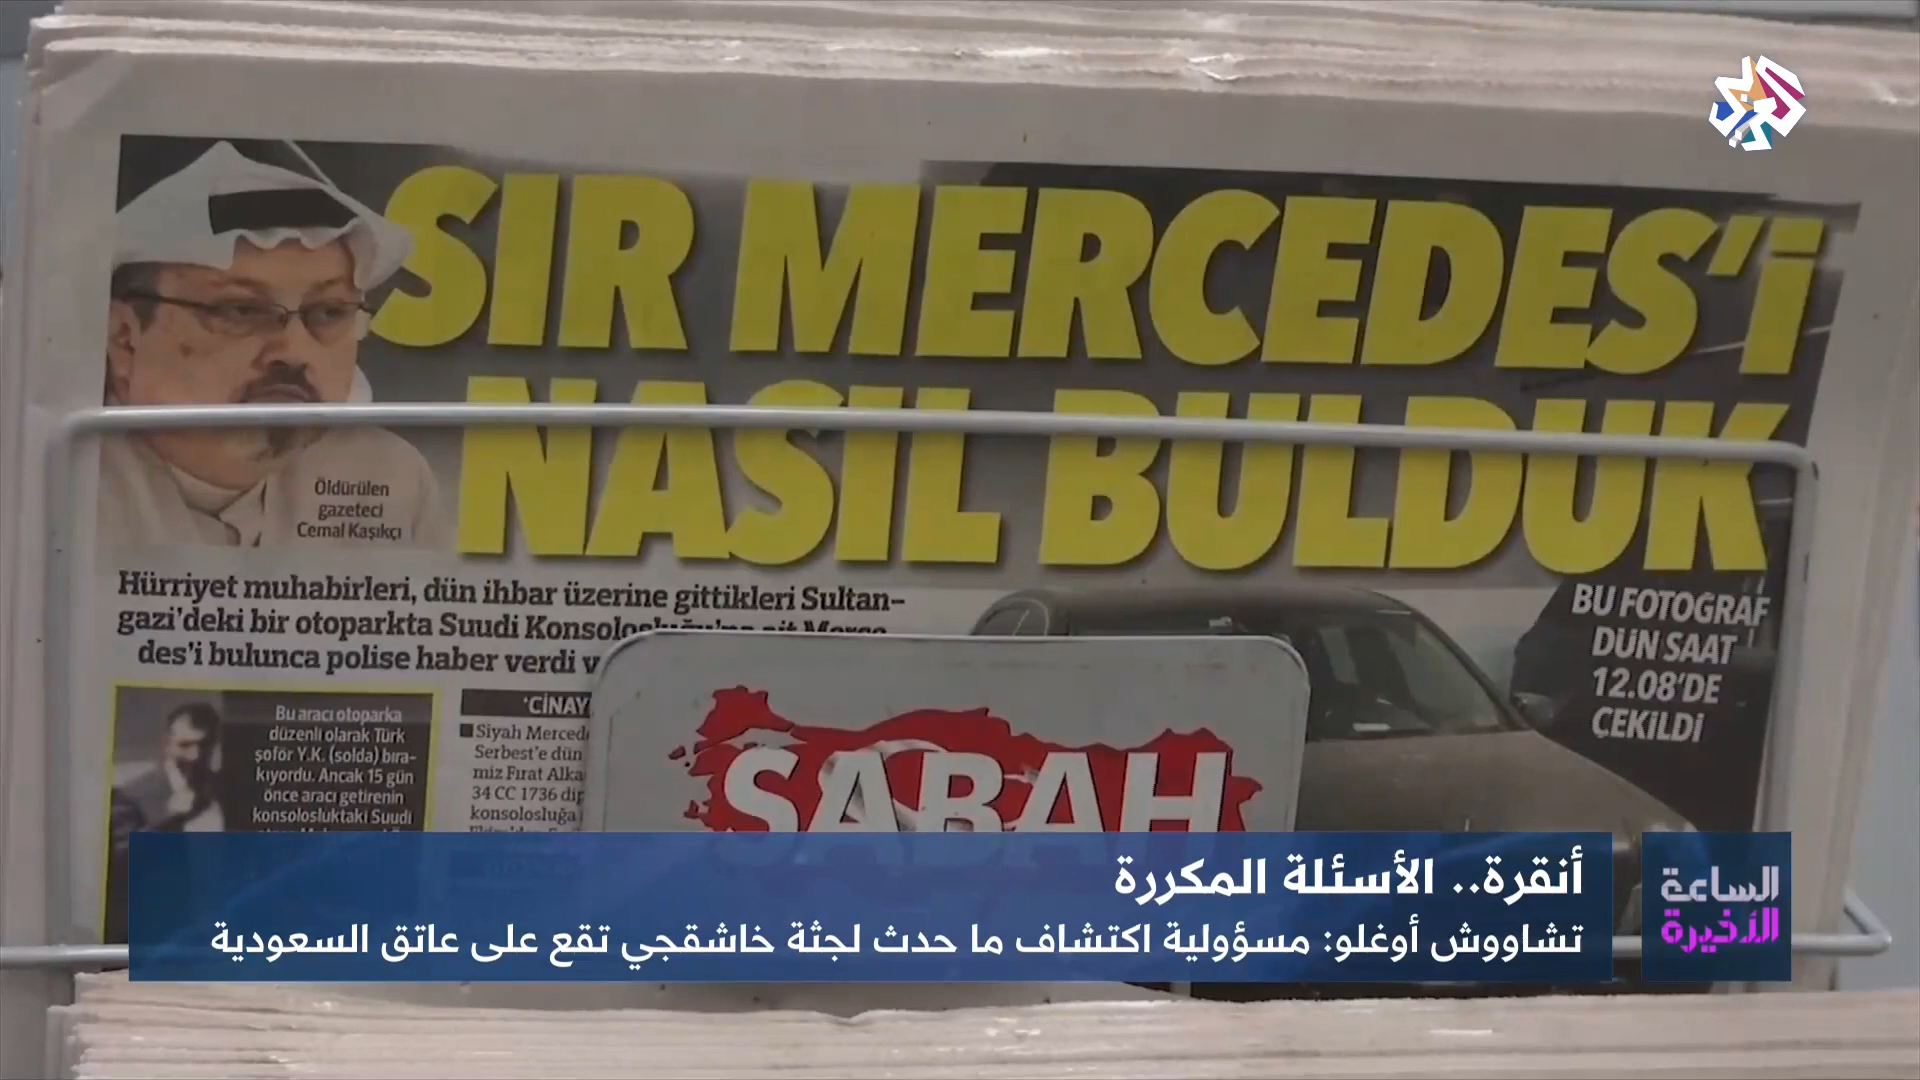 SIR MERCEDES'i
NASIL BULDUK
Öldürülen
gazeteci
Cemal Kaşıkçı
Hürriyet muhabirleri, dün ihbar üzerine gittikleri Sultan-
gazi'deki bir otoparkta Suudi
des'i bulunca polise haber verdi
BU FOTOĞRAF
DÜN SAAT
12.08'DE
ÇEKİLDİ
Bu aracı otoparka
düzenli olarak Türk
şoför Y.K. (solda) bıra-
kıyordu. Ancak 15 gün
önce aracı getirenin
konsolosluktaki Suudi
Siyah
Serbest'e dün
miz Fırat
34 CC 1736
konsolosluğa
SABAH
أنقرة.. الأسئلة المكررة
تشاووش أوغلو: مسؤولية اكتشاف ما حدث لجثة خاشقجي تقع على عاتق السعودية
الساعة
الأخيرة